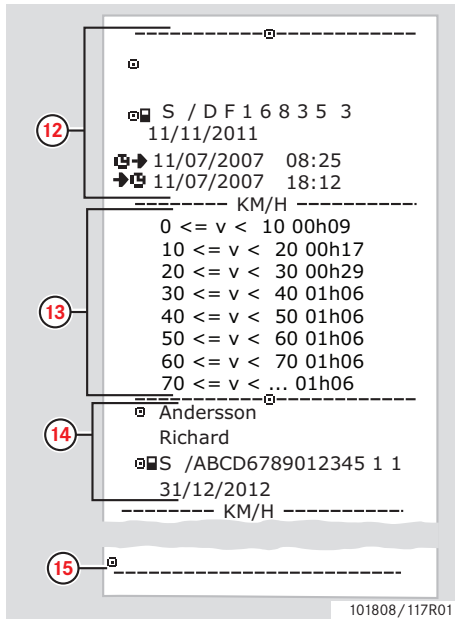 12
S / D F 1 6 8 3 5 3
11/11/2011
11/07/2007 08:25
11/07/2007 18:12
KM/H
13
0 <= v < 10 00h09
10 <= v < 20 00h17
20 <= v < 30 00h29
30 <= v < 40 01h06
40 <= v < 50 01h06
50 <= v < 60 01h06
60 <= v < 70 01h06
70 <= v < ... 01h06
14
Andersson
Richard
S /ABCD6789012345 1 1
31/12/2012
KM/H
15
101808/117R01